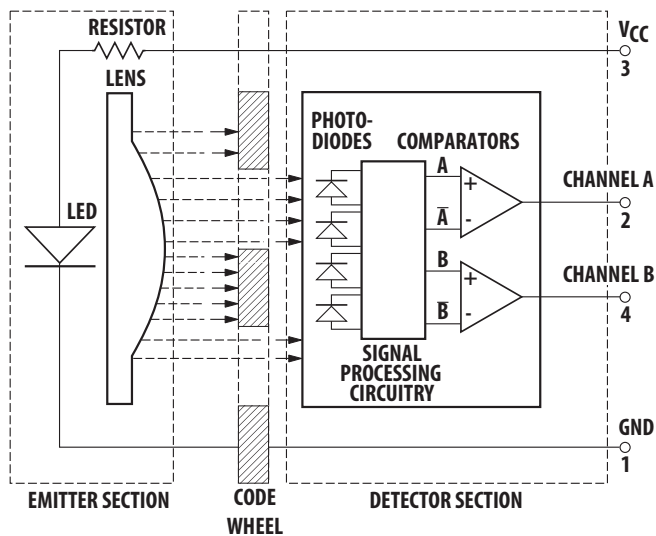 RESISTOR
VCC
3
LENS
PHOTO-
DIODES
COMPARATORS
A
+
CHANNEL A
2
LED
A̅
-
B
+
CHANNEL B
4
B̅
-
SIGNAL
PROCESSING
CIRCUITRY
GND
1
EMITTER SECTION
CODE
WHEEL
DETECTOR SECTION